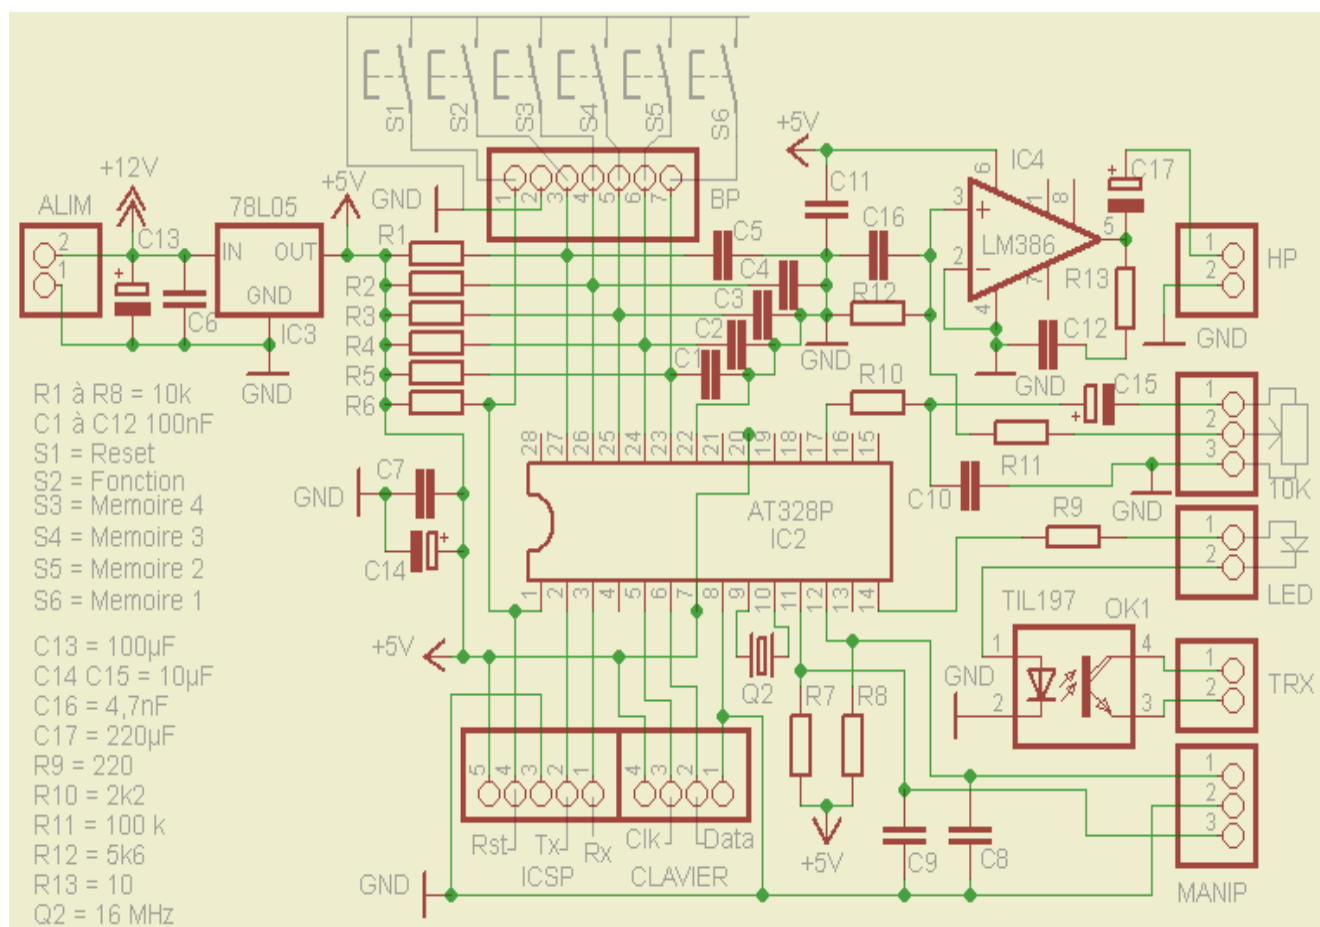 S1
S2
S3
S4
S5
S6
+5V
+12V
+5V
ALIM
78L05
C13
2
1
IN
OUT
GND
C6
IC3
GND
GND
1
2
3
4
5
6
7
BP
R1
R2
R3
R4
R5
R6
C5
C4
C3
C2
C1
C11
C16
R12
GND
IC4
6
3
2
1
8
5
7
4
LM386
C17
R13
C12
GND
1
2
HP
GND
R10
C15
R11
C10
GND
1
2
3
10K
R9
1
2
LED
C7
GND
C14
28
27
26
25
24
23
22
21
20
19
18
17
16
15
AT328P
IC2
1
2
3
4
5
6
7
8
9
10
11
12
13
14
+5V
Q2
R7
R8
TIL197
OK1
1
2
4
3
GND
1
2
TRX
5
4
3
2
1
4
3
2
1
Rst
Tx
Rx
Clk
Data
ICSP
CLAVIER
+5V
C9
C8
1
2
3
MANIP
GND
R1 à R8 = 10k
C1 à C12 100nF
S1 = Reset
S2 = Fonction
S3 = Memoire 4
S4 = Memoire 3
S5 = Memoire 2
S6 = Memoire 1
C13 = 100µF
C14 C15 = 10µF
C16 = 4,7nF
C17 = 220µF
R9 = 220
R10 = 2k2
R11 = 100 k
R12 = 5k6
R13 = 10
Q2 = 16 MHz